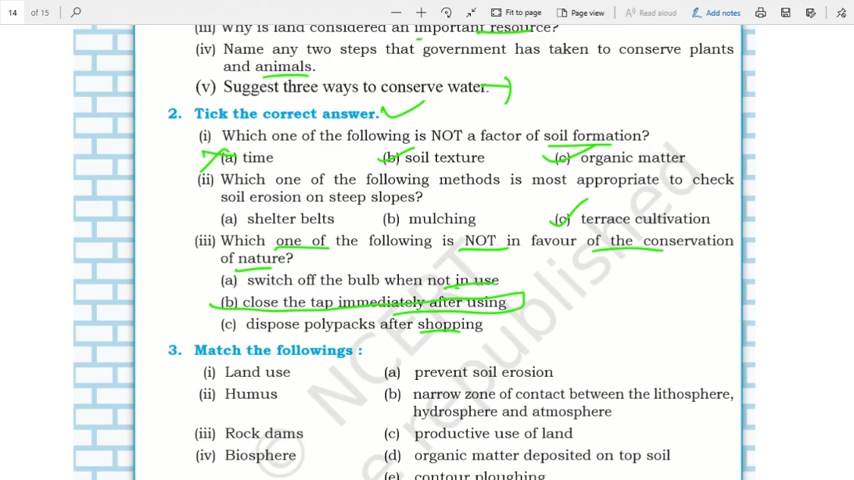 14 of 15
Fit to page
Page view
Read aloud
Add notes
(iii) Why is land considered an important resource?
(iv) Name any two steps that government has taken to conserve plants
and animals.
(v) Suggest three ways to conserve water.
2. Tick the correct answer.
(i) Which one of the following is NOT a factor of soil formation?
(a) time (b) soil texture (c) organic matter
(ii) Which one of the following methods is most appropriate to check
soil erosion on steep slopes?
(a) shelter belts (b) mulching (c) terrace cultivation
(iii) Which one of the following is NOT in favour of the conservation
of nature?
(a) switch off the bulb when not in use
(b) close the tap immediately after using
(c) dispose polypacks after shopping
3. Match the followings :
(i) Land use (a) prevent soil erosion
(ii) Humus (b) narrow zone of contact between the lithosphere,
hydrosphere and atmosphere
(iii) Rock dams (c) productive use of land
(iv) Biosphere (d) organic matter deposited on top soil
(e) contour ploughing
© NCERT
republished